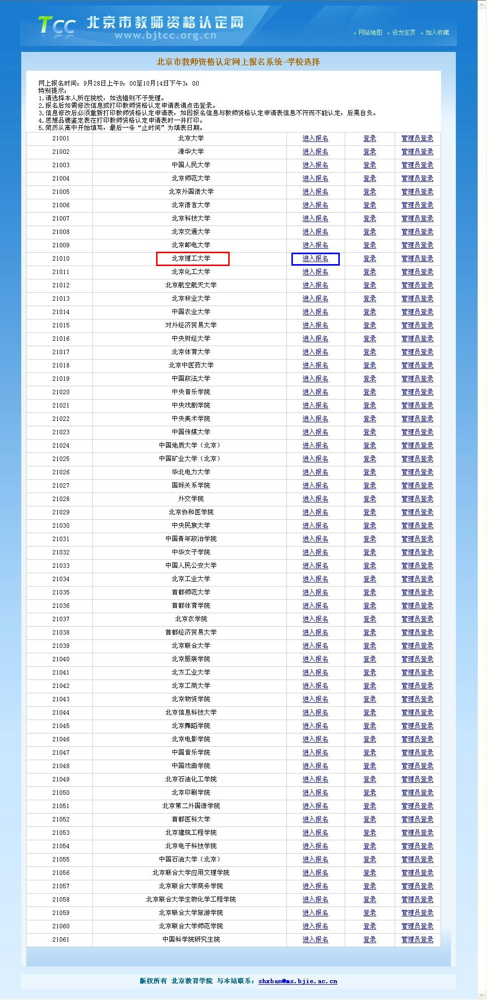 TCC 北京市教师资格认定网
www.bjtcc.org.cn
网站地图 设为主页 加入收藏
北京市教师资格认定网上报名系统-学校选择
网上报名时间：9月28日上午9：00至10月14日下午3：00
特别提示：
1.请选择本人所在院校，如选错则不予受理。
2.报名后如需修改信息或打印教师资格认定申请表请点击登录。
3.信息修改后必须重新打印教师资格认定申请表，如因报名信息与教师资格认定申请表信息不符而不能认定，后果自负。
4.思想品德鉴定表在打印教师资格认定申请表时一并打印。
5.简历从高中开始填写，最后一条“止时间”为填表日期。
21001 北京大学 进入报名 登录 管理员登录
21002 清华大学 进入报名 登录 管理员登录
21003 中国人民大学 进入报名 登录 管理员登录
21004 北京师范大学 进入报名 登录 管理员登录
21005 北京外国语大学 进入报名 登录 管理员登录
21006 北京语言大学 进入报名 登录 管理员登录
21007 北京科技大学 进入报名 登录 管理员登录
21008 北京交通大学 进入报名 登录 管理员登录
21009 北京邮电大学 进入报名 登录 管理员登录
21010 北京理工大学 进入报名 登录 管理员登录
21011 北京化工大学 进入报名 登录 管理员登录
21012 北京航空航天大学 进入报名 登录 管理员登录
21013 北京林业大学 进入报名 登录 管理员登录
21014 中国农业大学 进入报名 登录 管理员登录
21015 对外经济贸易大学 进入报名 登录 管理员登录
21016 中央财经大学 进入报名 登录 管理员登录
21017 北京体育大学 进入报名 登录 管理员登录
21018 北京中医药大学 进入报名 登录 管理员登录
21019 中国政法大学 进入报名 登录 管理员登录
21020 中央音乐学院 进入报名 登录 管理员登录
21021 中央戏剧学院 进入报名 登录 管理员登录
21022 中央美术学院 进入报名 登录 管理员登录
21023 中国传媒大学 进入报名 登录 管理员登录
21024 中国地质大学（北京） 进入报名 登录 管理员登录
21025 中国矿业大学（北京） 进入报名 登录 管理员登录
21026 华北电力大学 进入报名 登录 管理员登录
21027 国际关系学院 进入报名 登录 管理员登录
21028 外交学院 进入报名 登录 管理员登录
21029 北京协和医学院 进入报名 登录 管理员登录
21030 中央民族大学 进入报名 登录 管理员登录
21031 中国青年政治学院 进入报名 登录 管理员登录
21032 中华女子学院 进入报名 登录 管理员登录
21033 中国人民公安大学 进入报名 登录 管理员登录
21034 北京工业大学 进入报名 登录 管理员登录
21035 首都师范大学 进入报名 登录 管理员登录
21036 首都体育学院 进入报名 登录 管理员登录
21037 北京农学院 进入报名 登录 管理员登录
21038 首都经济贸易大学 进入报名 登录 管理员登录
21039 北京联合大学 进入报名 登录 管理员登录
21040 北京服装学院 进入报名 登录 管理员登录
21041 北方工业大学 进入报名 登录 管理员登录
21042 北京工商大学 进入报名 登录 管理员登录
21043 北京物资学院 进入报名 登录 管理员登录
21044 北京信息科技大学 进入报名 登录 管理员登录
21045 北京舞蹈学院 进入报名 登录 管理员登录
21046 北京电影学院 进入报名 登录 管理员登录
21047 中国音乐学院 进入报名 登录 管理员登录
21048 中国戏曲学院 进入报名 登录 管理员登录
21049 北京石油化工学院 进入报名 登录 管理员登录
21050 北京印刷学院 进入报名 登录 管理员登录
21051 北京第二外国语学院 进入报名 登录 管理员登录
21052 首都医科大学 进入报名 登录 管理员登录
21053 北京建筑工程学院 进入报名 登录 管理员登录
21054 北京电子科技学院 进入报名 登录 管理员登录
21055 中国石油大学（北京） 进入报名 登录 管理员登录
21056 北京联合大学应用文理学院 进入报名 登录 管理员登录
21057 北京联合大学商务学院 进入报名 登录 管理员登录
21058 北京联合大学生物化学工程学院 进入报名 登录 管理员登录
21059 北京联合大学旅游学院 进入报名 登录 管理员登录
21060 北京联合大学师范学院 进入报名 登录 管理员登录
21061 中国科学院研究生院 进入报名 登录 管理员登录
版权所有 北京教育学院 与本站联系：shxban@ms.bjie.ac.cn